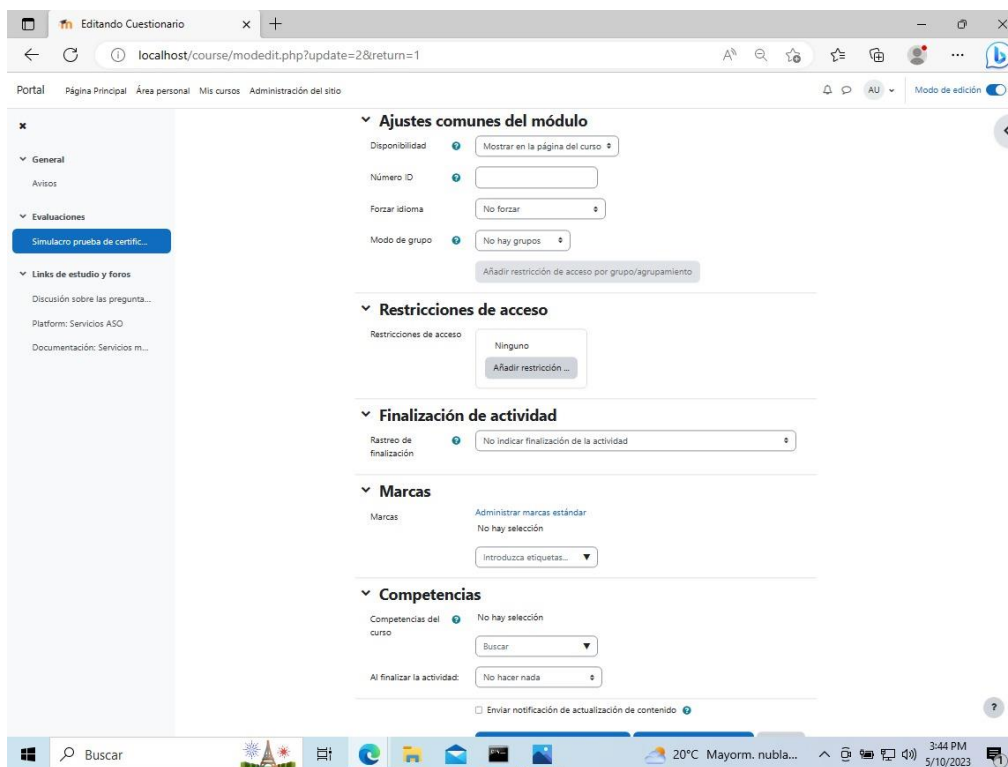 Editando Cuestionario
localhost/course/modedit.php?update=2&return=1
Portal Página Principal Área personal Mis cursos Administración del sitio AU Modo de edición
General
Avisos
Evaluaciones
Simulacro prueba de certific...
Links de estudio y foros
Discusión sobre las pregunta...
Platform: Servicios ASO
Documentación: Servicios m...
Ajustes comunes del módulo
Disponibilidad ? Mostrar en la página del curso
Número ID ?
Forzar idioma No forzar
Modo de grupo ? No hay grupos
Añadir restricción de acceso por grupo/agrupamiento
Restricciones de acceso
Restricciones de acceso
Ninguno
Añadir restricción ...
Finalización de actividad
Rastreo de finalización ? No indicar finalización de la actividad
Marcas
Marcas Administrar marcas estándar
No hay selección
Introduzca etiquetas...
Competencias
Competencias del curso ? No hay selección
Buscar
Al finalizar la actividad: No hacer nada
Enviar notificación de actualización de contenido ?
?
Buscar 20°C Mayorm. nubla... 3:44 PM
5/10/2023